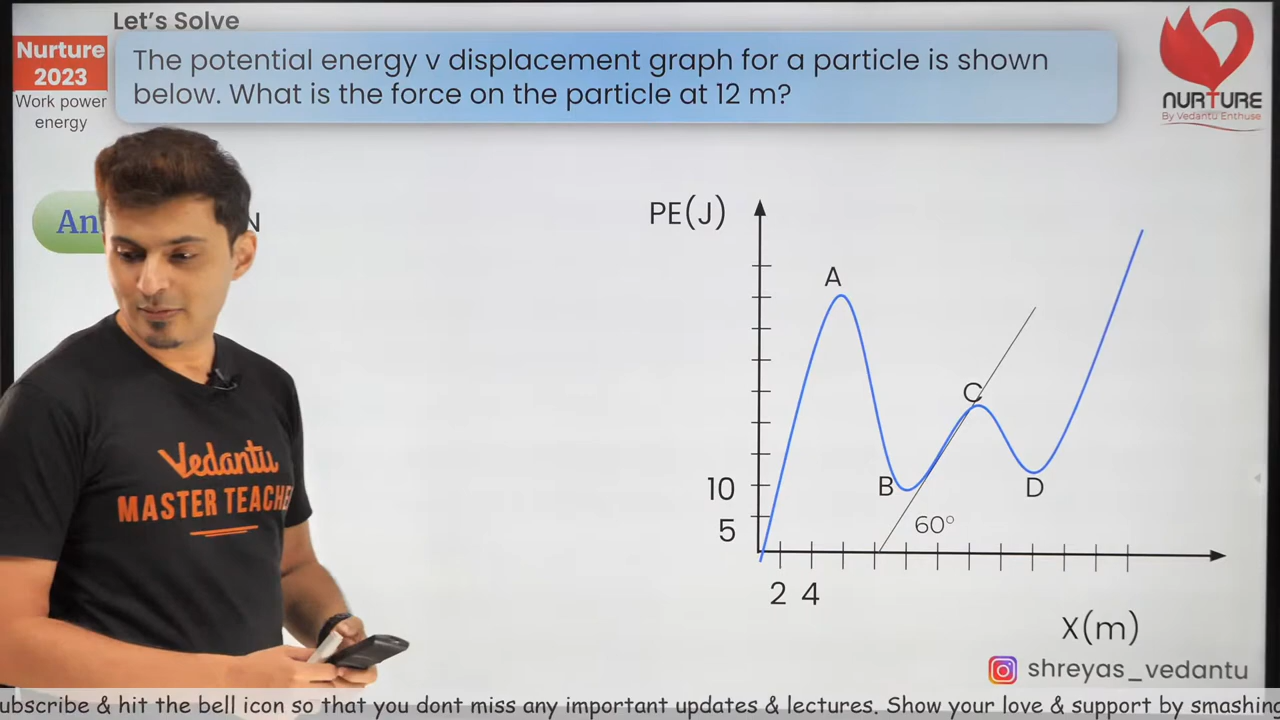 Let's Solve
Nurture
2023
Work power
energy
The potential energy v displacement graph for a particle is shown
below. What is the force on the particle at 12 m?
NURTURE
By Vedantu Enthuse
An
N
PE(J)
A
C
10
B
D
5
60⁰
2 4
X(m)
Vedantu
MASTER TEACHE
shreyas_vedantu
ubscribe & hit the bell icon so that you dont miss any important updates & lectures. Show your love & support by smashing